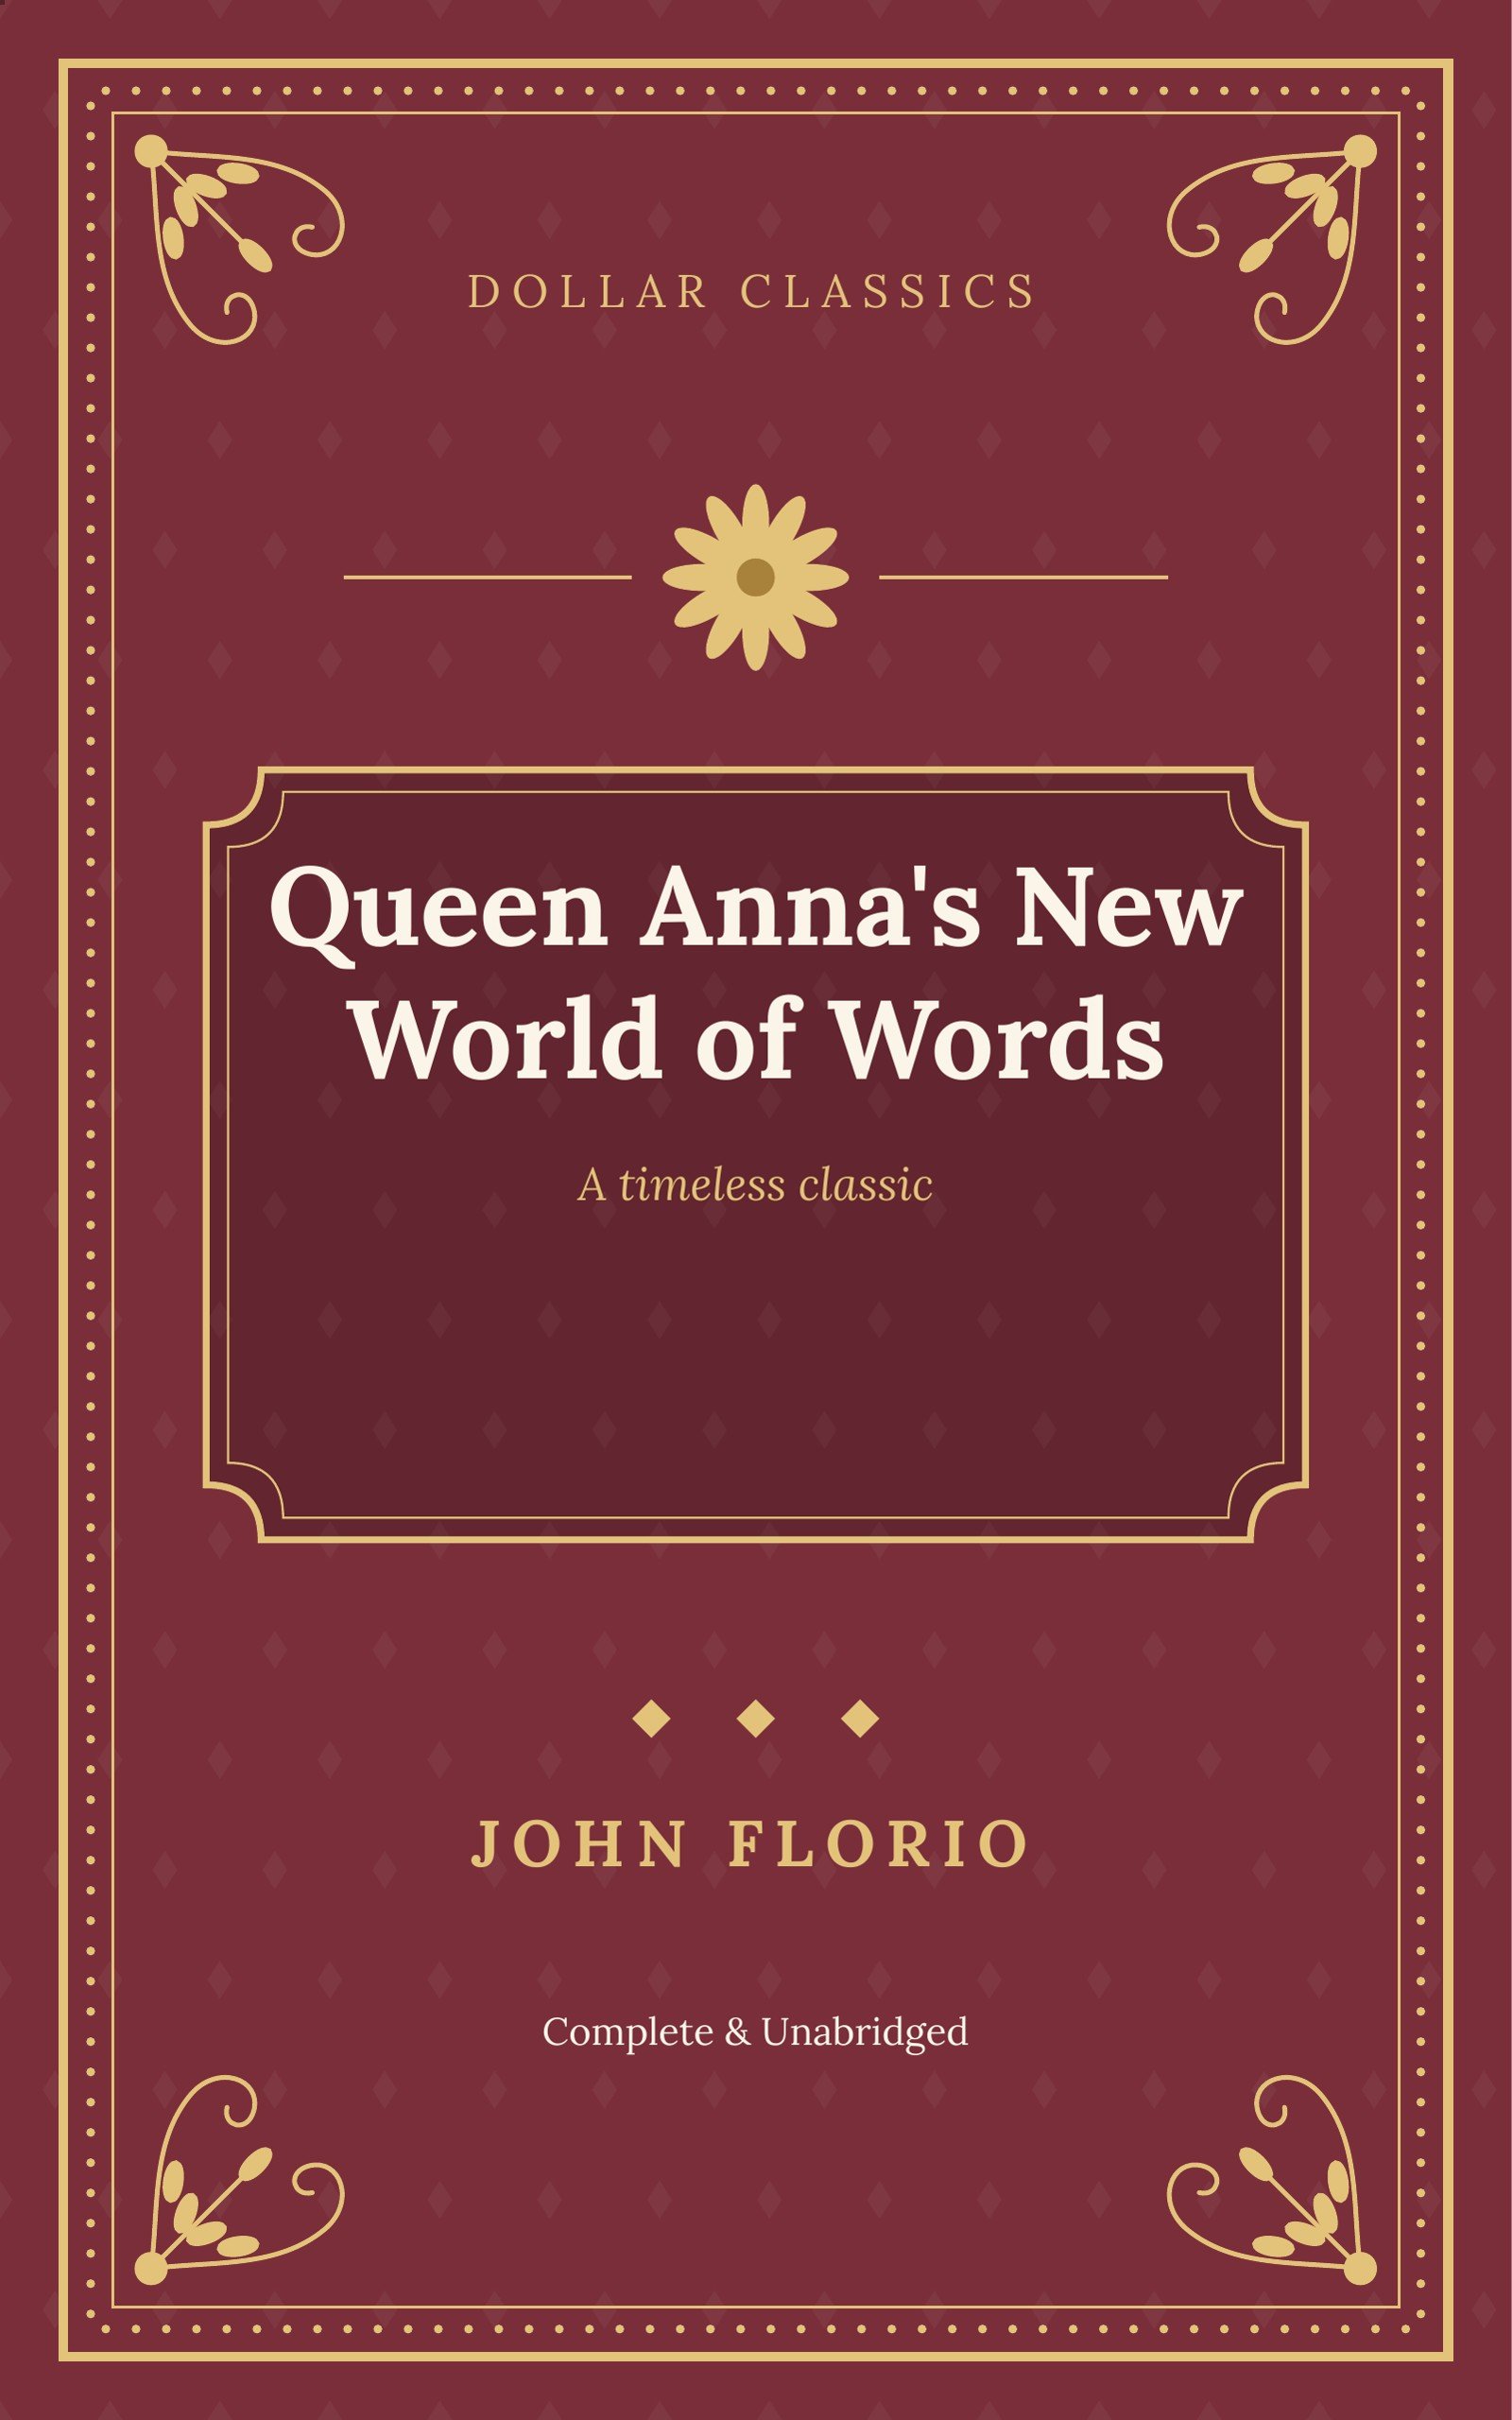 DOLLAR CLASSICS
Queen Anna's New
World of Words
A timeless classic
JOHN FLORIO
Complete & Unabridged